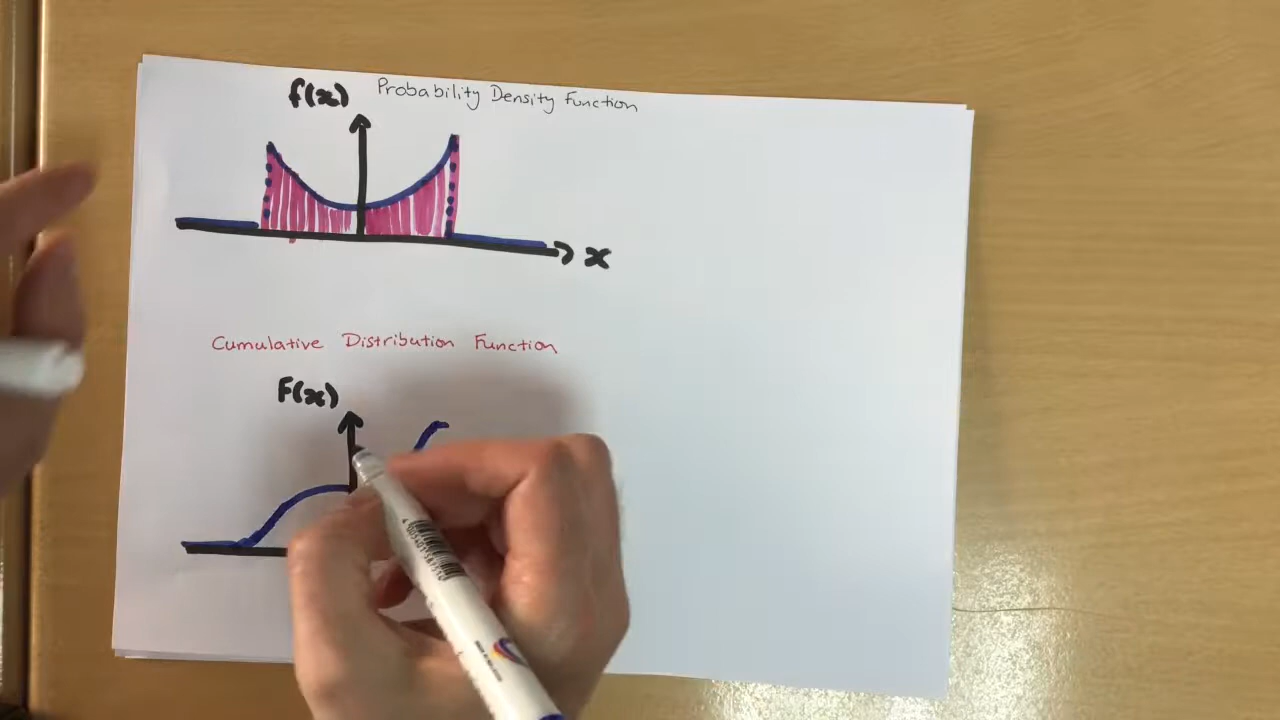 f(x) Probability Density Function
x
Cumulative Distribution Function
F(x)